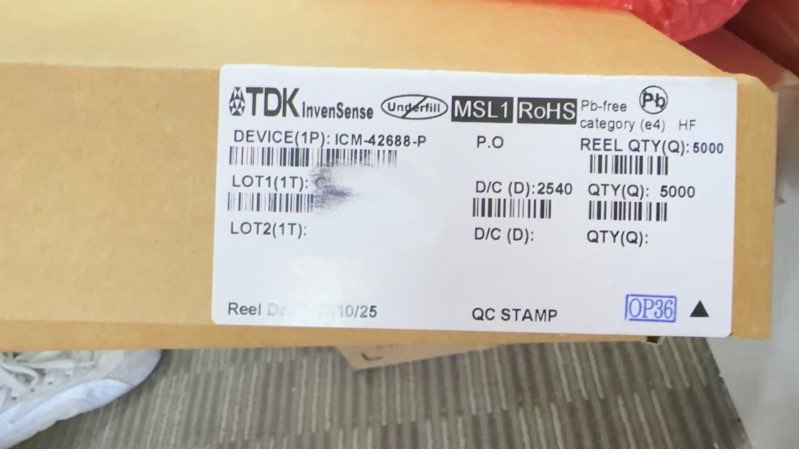 TDK InvenSense Underfill MSL1 RoHS Pb-free category (e4) HF Pb
DEVICE(1P): ICM-42688-P P.O REEL QTY(Q): 5000
LOT1(1T): D/C (D): 2540 QTY(Q): 5000
LOT2(1T): D/C (D): QTY(Q):
Reel 10/25 QC STAMP OP36